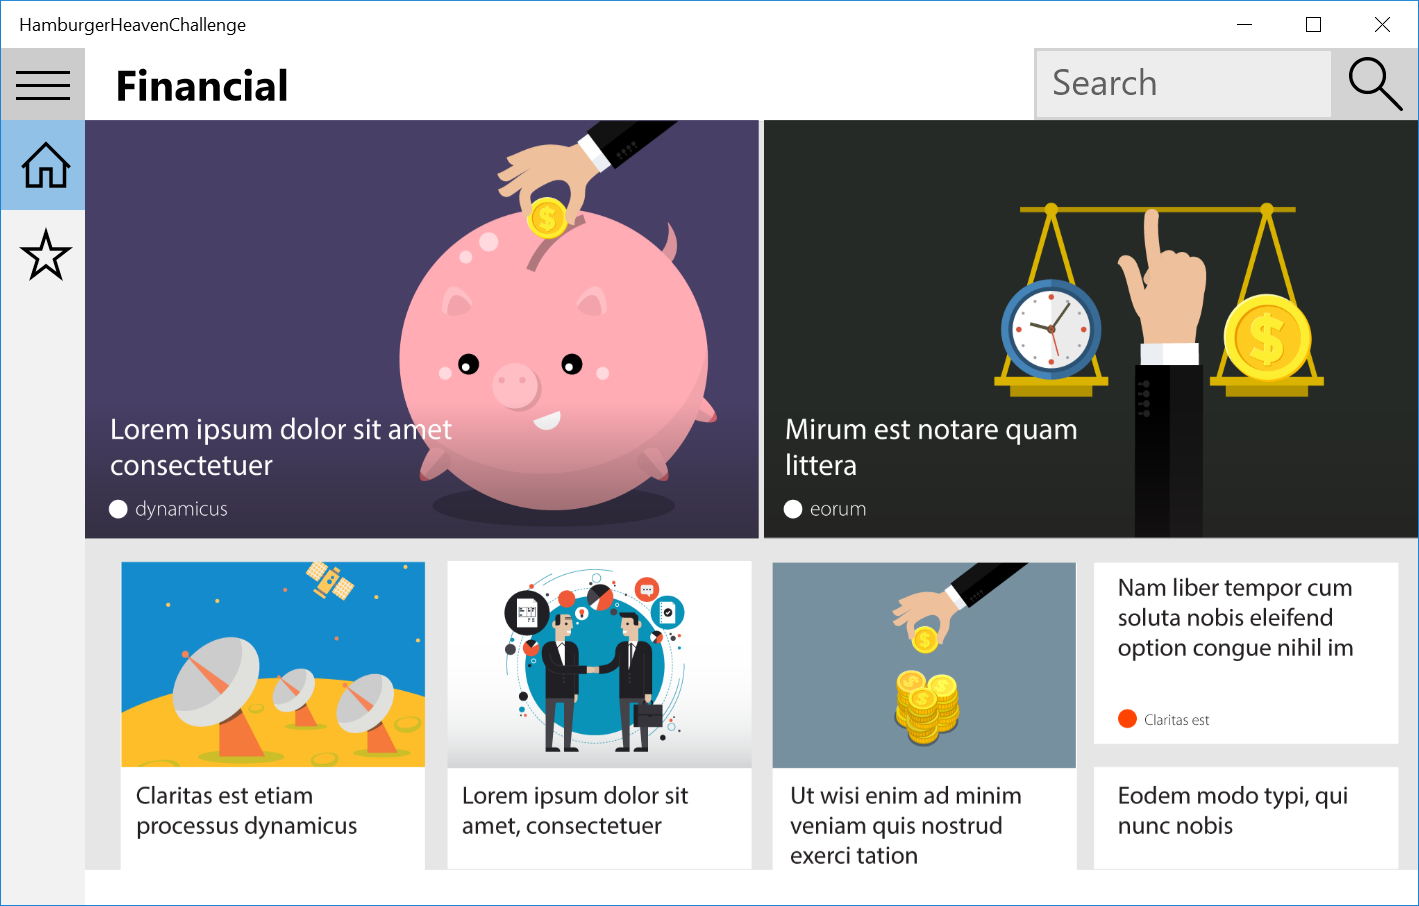 HamburgerHeavenChallenge
Financial
Search
Lorem ipsum dolor sit amet
consectetuer
dynamicus
Mirum est notare quam
littera
eorum
Claritas est etiam
processus dynamicus
Lorem ipsum dolor sit
amet, consectetuer
Ut wisi enim ad minim
veniam quis nostrud
exerci tation
Nam liber tempor cum
soluta nobis eleifend
option congue nihil im
Claritas est
Eodem modo typi, qui
nunc nobis